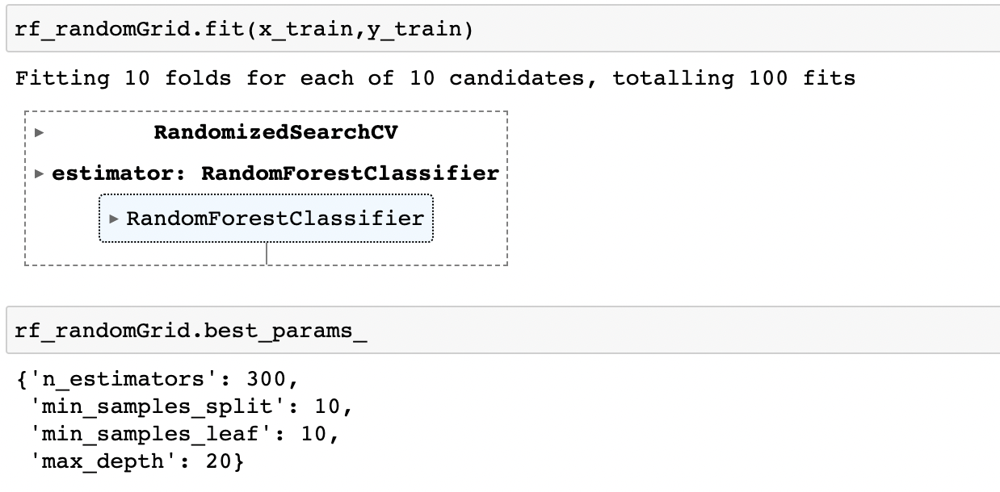 rf_randomGrid.fit(x_train,y_train)
Fitting 10 folds for each of 10 candidates, totalling 100 fits
RandomizedSearchCV
estimator: RandomForestClassifier
RandomForestClassifier
rf_randomGrid.best_params_
{'n_estimators': 300,
'min_samples_split': 10,
'min_samples_leaf': 10,
'max_depth': 20}